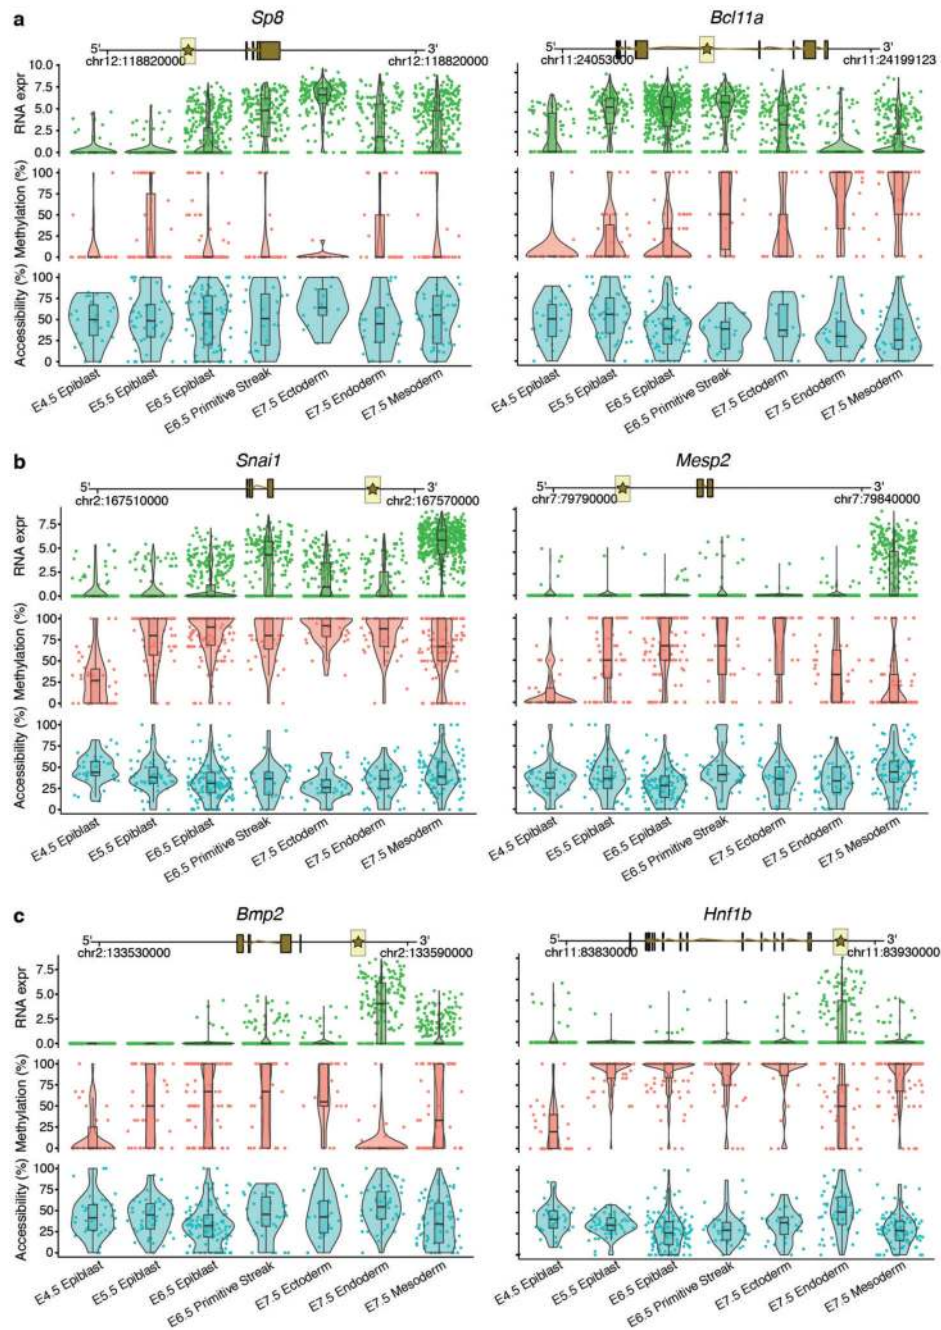 a
Sp8
Bcl11a
5' 3'
chr12:118820000 chr12:118820000
5' 3'
chr11:24053000 chr11:24199123
RNA expr
10.0
7.5
5.0
2.5
0.0
Methylation (%)
100
75
50
25
0
Accessibility (%)
100
75
50
25
0
E4.5 Epiblast
E5.5 Epiblast
E6.5 Epiblast
E6.5 Primitive Streak
E7.5 Ectoderm
E7.5 Endoderm
E7.5 Mesoderm
E4.5 Epiblast
E5.5 Epiblast
E6.5 Epiblast
E6.5 Primitive Streak
E7.5 Ectoderm
E7.5 Endoderm
E7.5 Mesoderm
b
Snai1
Mesp2
5' 3'
chr2:167510000 chr2:167570000
5' 3'
chr7:79790000 chr7:79840000
RNA expr
7.5
5.0
2.5
0.0
Methylation (%)
100
75
50
25
0
Accessibility (%)
100
75
50
25
0
E4.5 Epiblast
E5.5 Epiblast
E6.5 Epiblast
E6.5 Primitive Streak
E7.5 Ectoderm
E7.5 Endoderm
E7.5 Mesoderm
E4.5 Epiblast
E5.5 Epiblast
E6.5 Epiblast
E6.5 Primitive Streak
E7.5 Ectoderm
E7.5 Endoderm
E7.5 Mesoderm
c
Bmp2
Hnf1b
5' 3'
chr2:133530000 chr2:133590000
5' 3'
chr11:83830000 chr11:83930000
RNA expr
7.5
5.0
2.5
0.0
Methylation (%)
100
75
50
25
0
Accessibility (%)
100
75
50
25
0
E4.5 Epiblast
E5.5 Epiblast
E6.5 Epiblast
E6.5 Primitive Streak
E7.5 Ectoderm
E7.5 Endoderm
E7.5 Mesoderm
E4.5 Epiblast
E5.5 Epiblast
E6.5 Epiblast
E6.5 Primitive Streak
E7.5 Ectoderm
E7.5 Endoderm
E7.5 Mesoderm